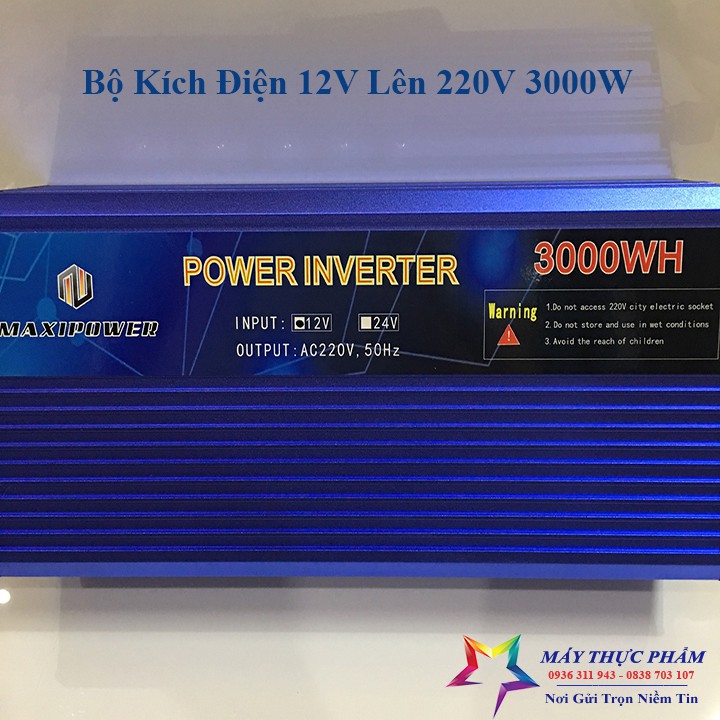 Bộ Kích Điện 12V Lên 220V 3000W
POWER INVERTER
3000WH
MAXIPOWER
INPUT: 12V 24V
OUTPUT: AC220V, 50Hz
Warning
1.Do not access 220V city electric socket
2. Do not store and use in wet conditions
3. Avoid the reach of children
MÁY THỰC PHẨM
0936 311 943 - 0838 703 107
Nơi Gửi Trọn Niềm Tin